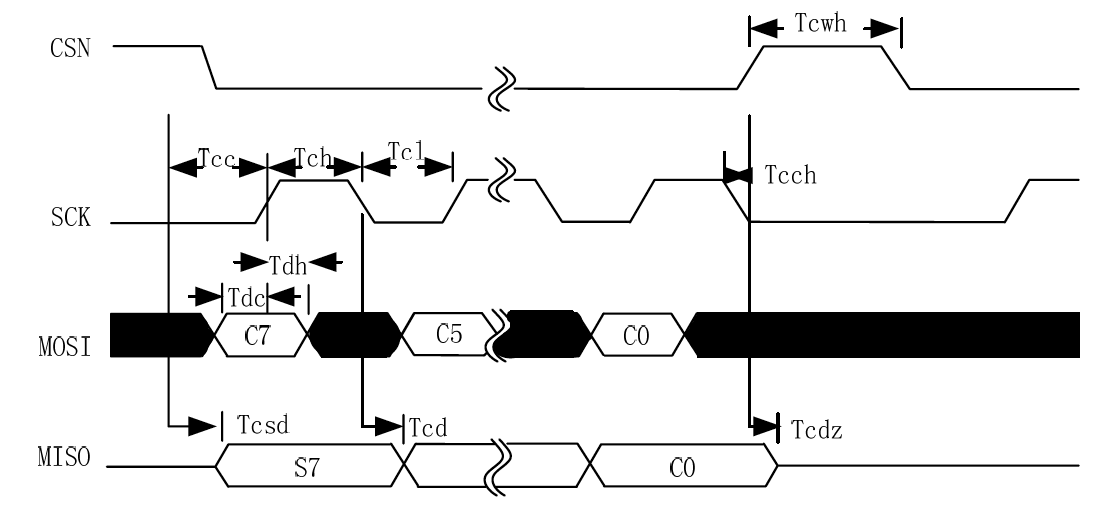 Tcwh
CSN
Tcc
Tch
Tcl
Tcch
SCK
Tdh
Tdc
MOSI
C7
C5
C0
Tcsd
Tcd
Tcdz
MISO
S7
C0